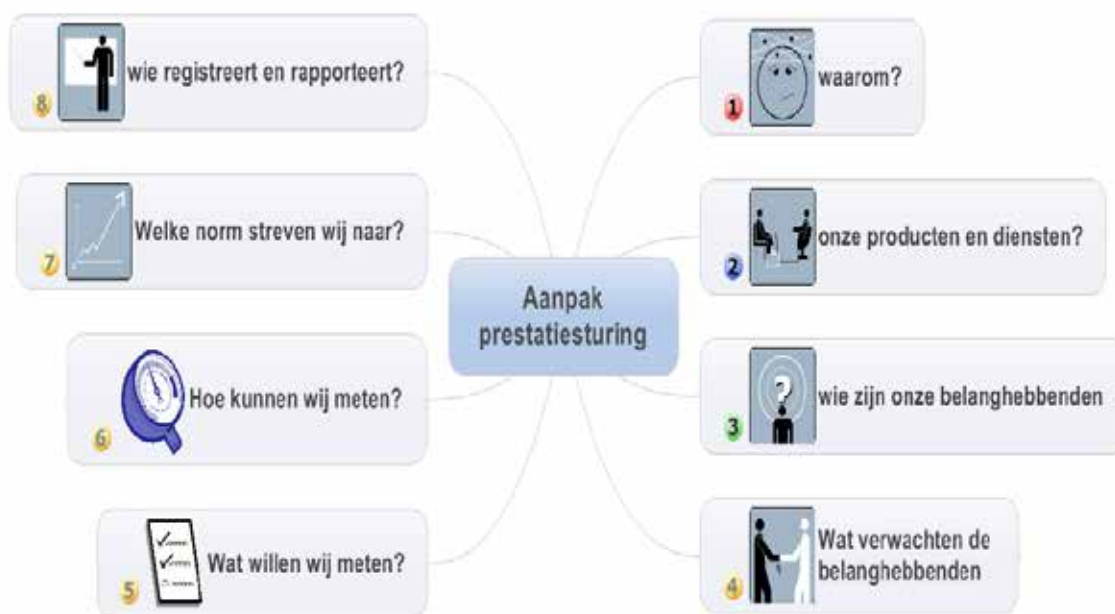 Aanpak
prestatiesturing
1
waarom?
2
onze producten en diensten?
3
wie zijn onze belanghebbenden
4
Wat verwachten de
belanghebbenden
5
Wat willen wij meten?
6
Hoe kunnen wij meten?
7
Welke norm streven wij naar?
8
wie registreert en rapporteert?